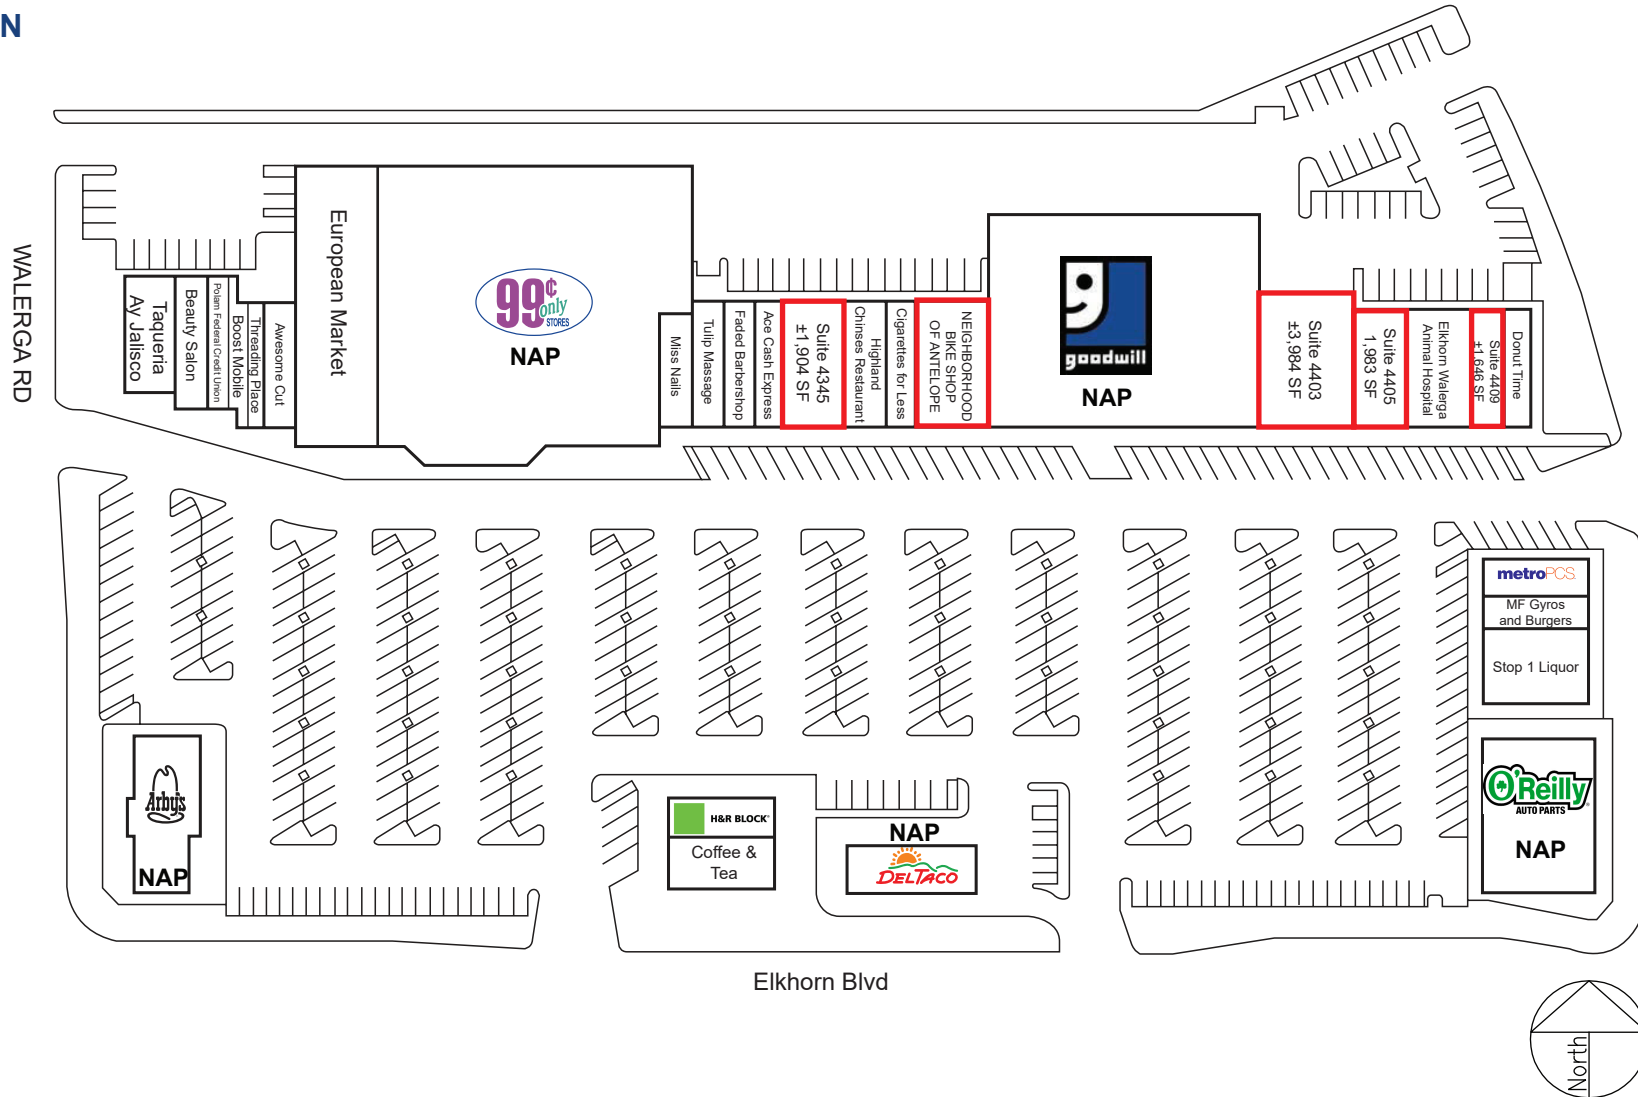 N
WALERGA RD
Taqueria
Ay Jalisco
Beauty Salon
Polam Federal Credit Union
Boost Mobile
Threading Place
Awesome Cut
European Market
99¢
only
STORES
NAP
Miss Nails
Tulip Massage
Faded Barbershop
Ace Cash Express
Suite 4345
±1,904 SF
Highland
Chinses Restaurant
Cigarettes for Less
NEIGHBORHOOD
BIKE SHOP
OF ANTELOPE
goodwill
NAP
Suite 4403
±3,984 SF
Suite 4405
1,983 SF
Elkhorn Walerga
Animal Hospital
Suite 4409
±1,646 SF
Donut Time
metroPCS.
MF Gyros
and Burgers
Stop 1 Liquor
Arby's
NAP
H&R BLOCK®
Coffee &
Tea
NAP
DEL TACO
O'Reilly
AUTO PARTS
NAP
Elkhorn Blvd
North